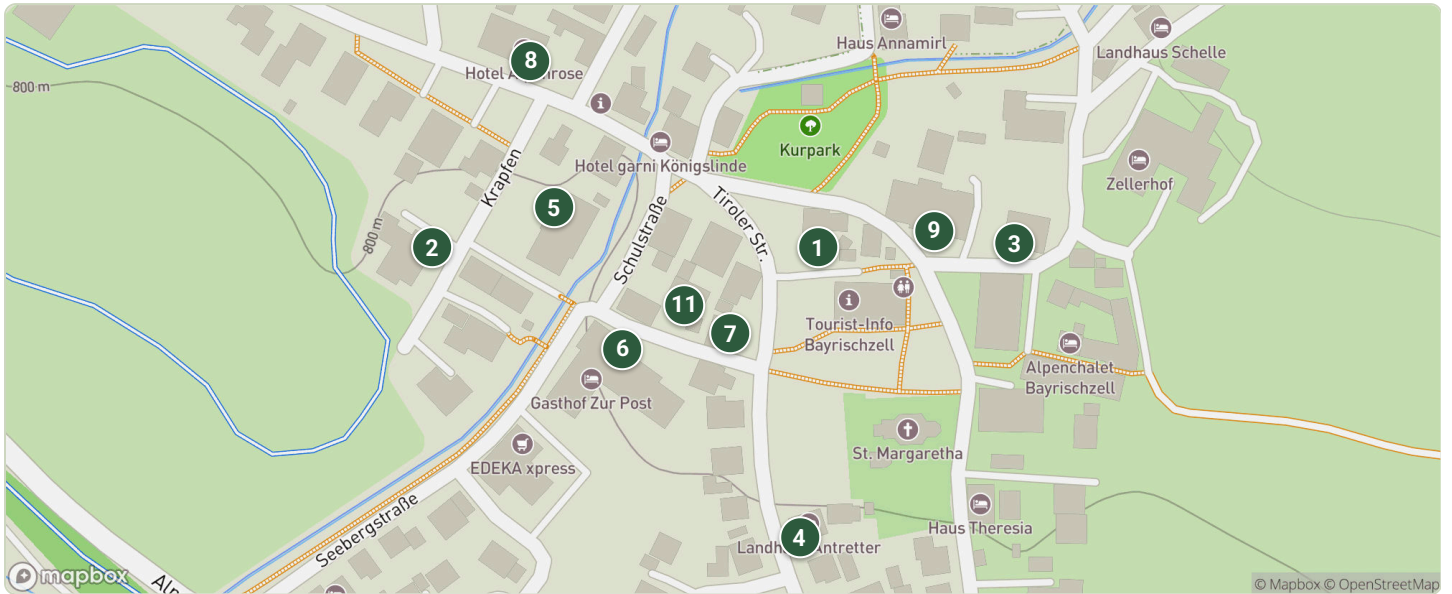 Haus Annamirl
Landhaus Schelle
8
Hotel A
rose
800 m
Kurpark
Hotel garni Königslinde
Krapfen
Zellerhof
5
Tiroler Str.
Schulstraße
800 m
2
1
9
3
11
7
6
Tourist-Info
Bayrischzell
Alpenchalet
Bayrischzell
Gasthof Zur Post
St. Margaretha
EDEKA xpress
Seebergstraße
Haus Theresia
4
Landh
Antretter
mapbox
Alp
© Mapbox © OpenStreetMap